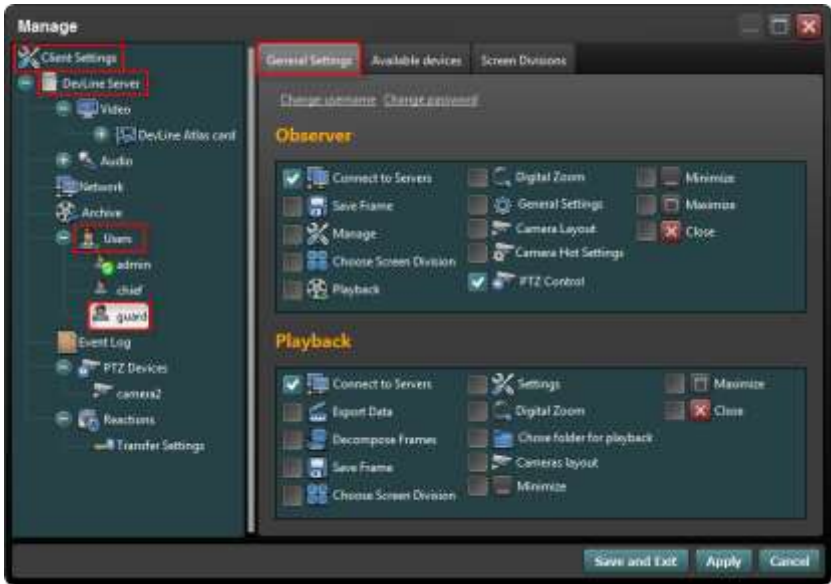 Manage
Client Settings
DevLine Server
Video
DevLine Atlas card
Audio
Network
Archive
Users
admin
chief
guard
Event Log
PTZ Devices
camera2
Reactions
Transfer Settings
General Settings Available devices Screen Divisions
Change username Change password
Observer
Connect to Servers Digital Zoom Minimize
Save Frame General Settings Maximize
Manage Camera Layout Close
Choose Screen Division Camera Hot Settings
Playback PTZ Control
Playback
Connect to Servers Settings Maximize
Export Data Digital Zoom Close
Decompose Frames Chose folder for playback
Save Frame Cameras layout
Choose Screen Division Minimize
Save and Exit Apply Cancel